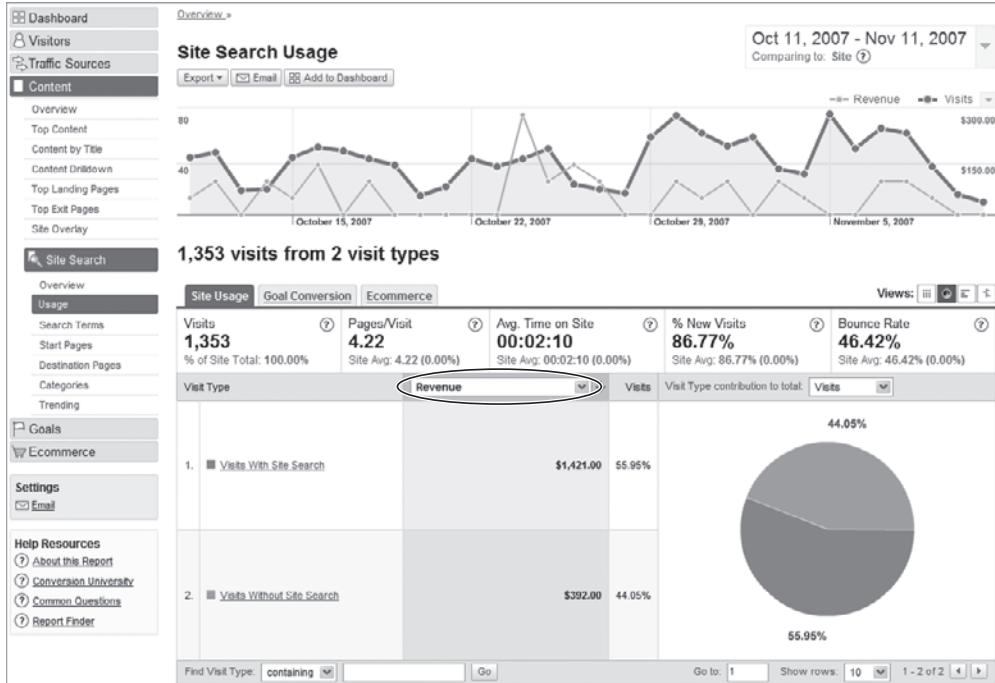 Dashboard
Visitors
Traffic Sources
Content
Overview
Top Content
Content by Title
Content Drilldown
Top Landing Pages
Top Exit Pages
Site Overlay
Site Search
Overview
Usage
Search Terms
Start Pages
Destination Pages
Categories
Trending
Goals
Ecommerce
Settings
Email
Help Resources
About this Report
Conversion University
Common Questions
Report Finder
Overview »
Site Search Usage
Oct 11, 2007 - Nov 11, 2007
Comparing to: Site
Export Email Add to Dashboard
Revenue Visits
80 $300.00
40 $150.00
October 15, 2007 October 22, 2007 October 29, 2007 November 5, 2007
1,353 visits from 2 visit types
Site Usage Goal Conversion Ecommerce Views:
Visits Pages/Visit Avg. Time on Site % New Visits Bounce Rate
1,353 4.22 00:02:10 86.77% 46.42%
% of Site Total: 100.00% Site Avg: 4.22 (0.00%) Site Avg: 00:02:10 (0.00%) Site Avg: 86.77% (0.00%) Site Avg: 46.42% (0.00%)
Visit Type Revenue Visits Visit Type contribution to total: Visits
44.05%
1. Visits With Site Search $1,421.00 55.95%
2. Visits Without Site Search $392.00 44.05%
55.95%
Find Visit Type: containing Go Go to: 1 Show rows: 10 1 - 2 of 2